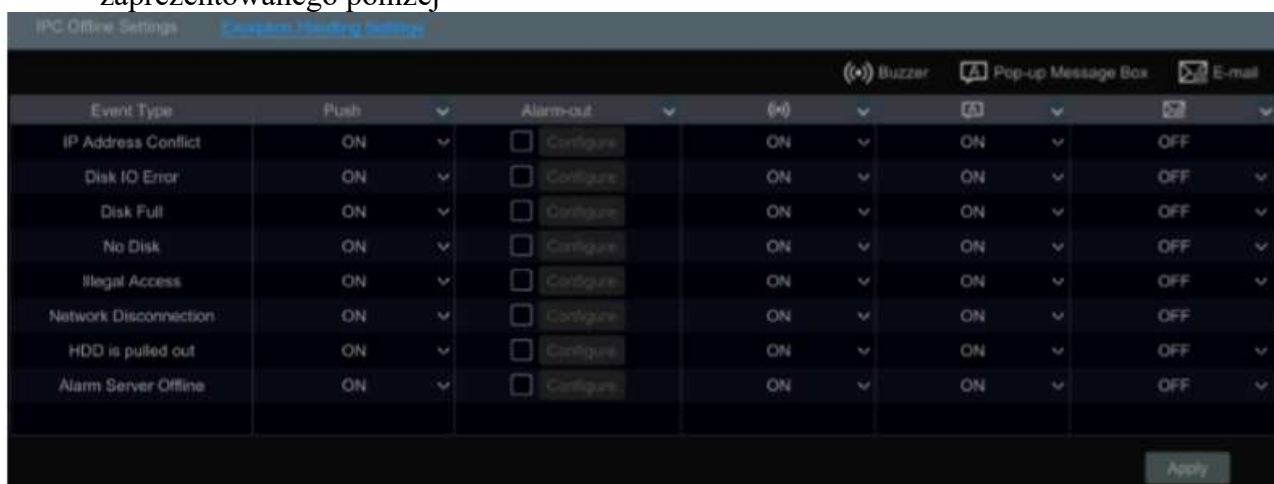 zaprezentowanego poniżej
IPC Offline Settings Exception Handling Settings
Buzzer Pop-up Message Box E-mail
Event Type Push Alarm-out
IP Address Conflict ON Configure ON ON OFF
Disk IO Error ON Configure ON ON OFF
Disk Full ON Configure ON ON OFF
No Disk ON Configure ON ON OFF
Illegal Access ON Configure ON ON OFF
Network Disconnection ON Configure ON ON OFF
HDD is pulled out ON Configure ON ON OFF
Alarm Server Offline ON Configure ON ON OFF
Apply